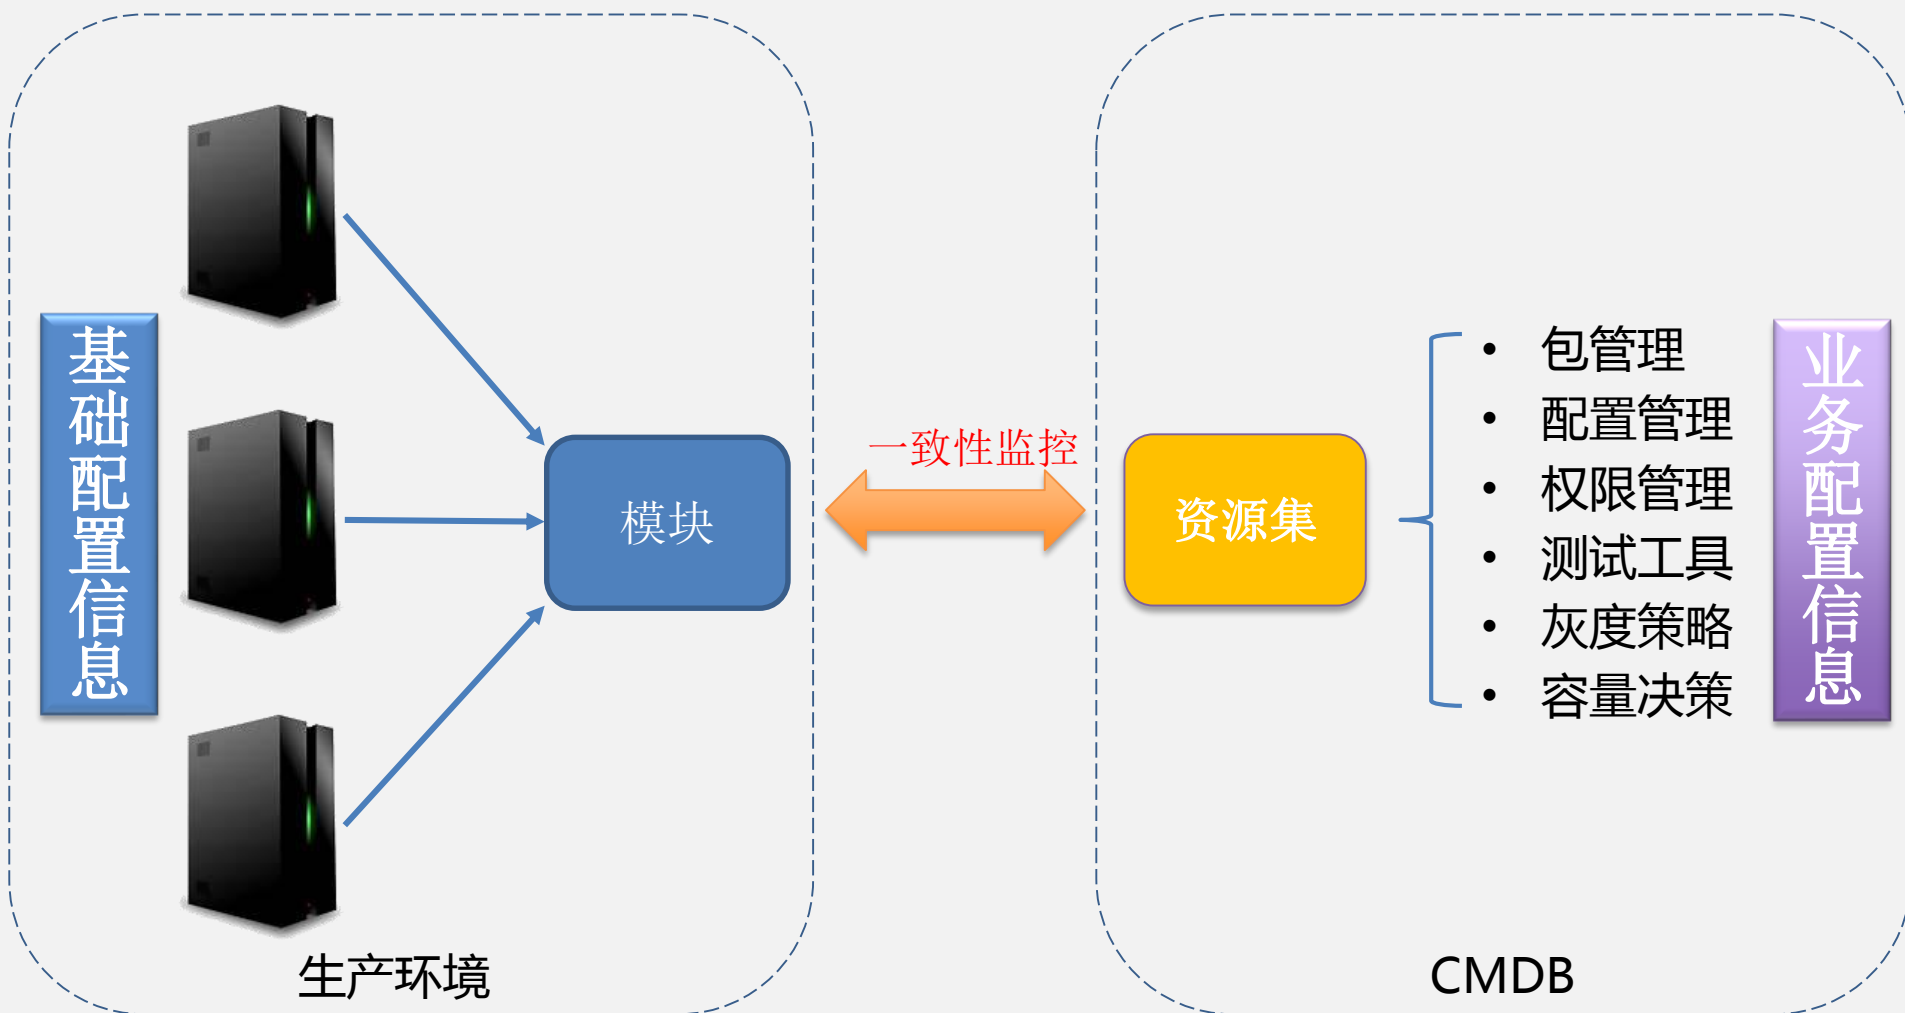 基础配置信息
模块
生产环境
一致性监控
资源集
• 包管理
• 配置管理
• 权限管理
• 测试工具
• 灰度策略
• 容量决策
业务配置信息
CMDB